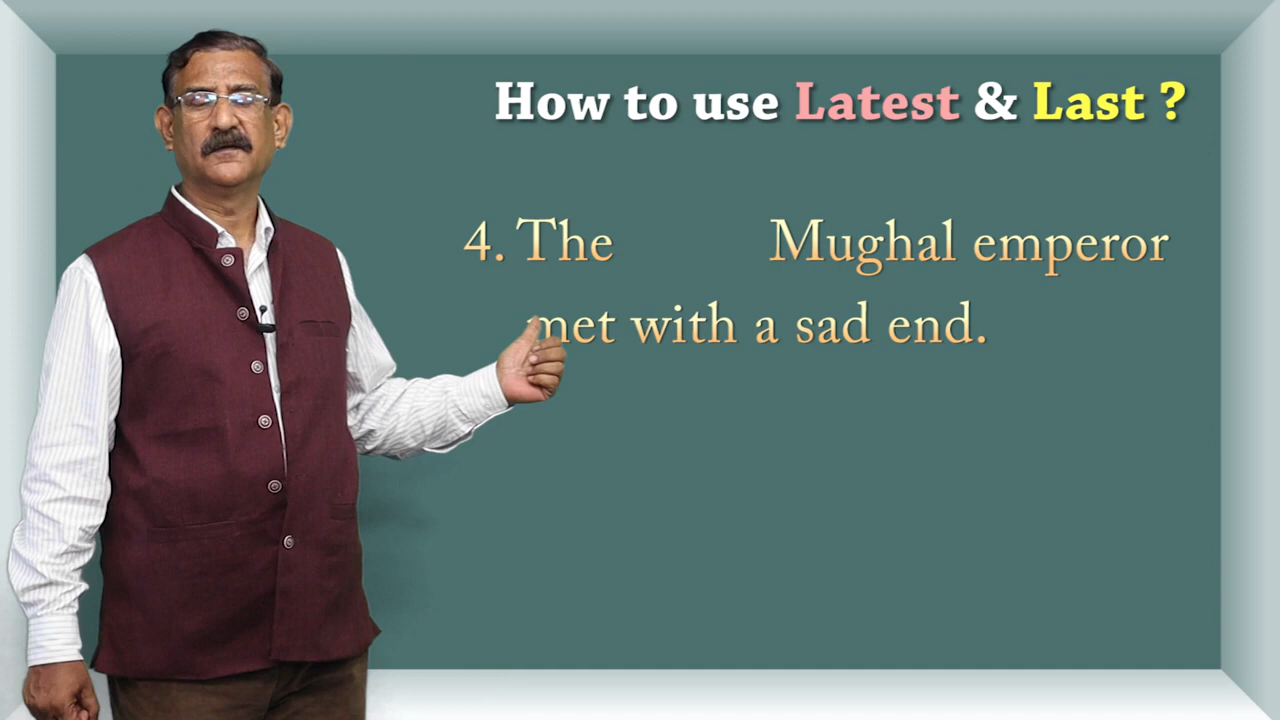 How to use Latest & Last ?
4. The Mughal emperor
met with a sad end.